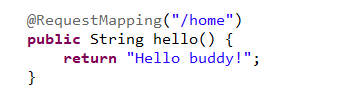 @RequestMapping("/home")
public String hello() {
    return "Hello buddy!";
}